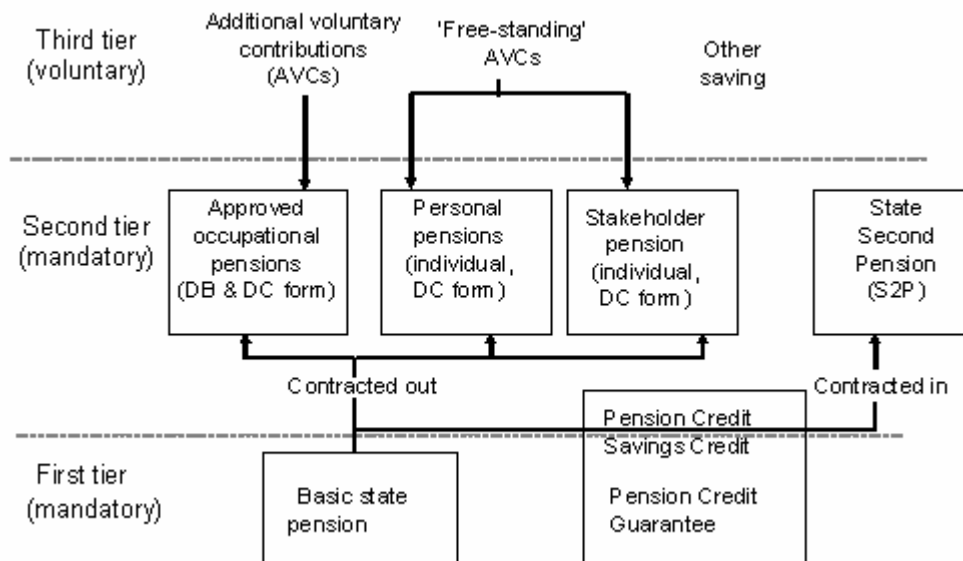 Third tier
(voluntary)
Additional voluntary
contributions
(AVCs)
'Free-standing'
AVCs
Other
saving
Second tier
(mandatory)
Approved
occupational
pensions
(DB & DC form)
Personal
pensions
(individual,
DC form)
Stakeholder
pension
(individual,
DC form)
State
Second
Pension
(S2P)
Contracted out
Contracted in
First tier
(mandatory)
Basic state
pension
Pension Credit
Savings Credit
Pension Credit
Guarantee